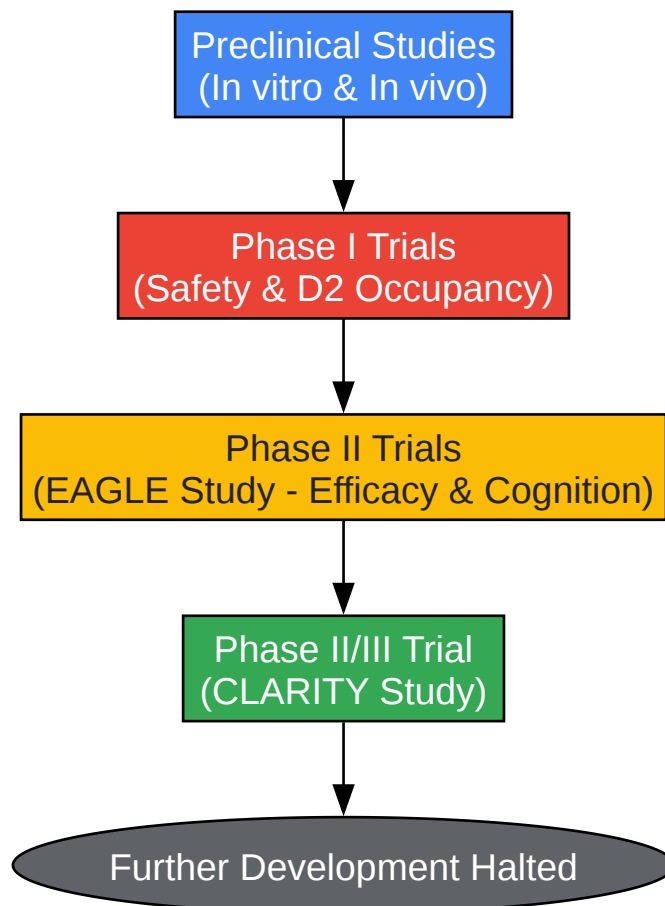 Preclinical Studies
(In vitro & In vivo)
Phase I Trials
(Safety & D2 Occupancy)
Phase II Trials
(EAGLE Study - Efficacy & Cognition)
Phase II/III Trial
(CLARITY Study)
Further Development Halted